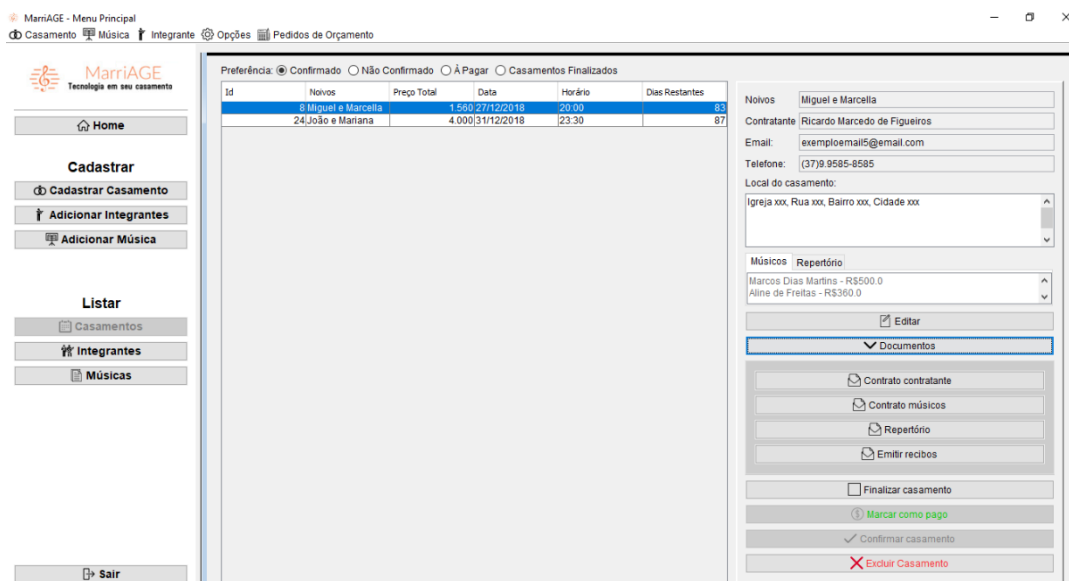 MarriAGE - Menu Principal
Casamento Música Integrante Opções Pedidos de Orçamento
MarriAGE
Tecnologia em seu casamento
Home
Cadastrar
Cadastrar Casamento
Adicionar Integrantes
Adicionar Música
Listar
Casamentos
Integrantes
Músicas
Sair
Preferência: Confirmado Não Confirmado À Pagar Casamentos Finalizados
Id Noivos Preço Total Data Horário Dias Restantes
8 Miguel e Marcella 1.560 27/12/2018 20:00 83
24 João e Mariana 4.000 31/12/2018 23:30 87
Noivos Miguel e Marcella
Contratante Ricardo Marcedo de Figueiros
Email: exemploemail5@email.com
Telefone: (37)9.9585-8585
Local do casamento:
Igreja xxx, Rua xxx, Bairro xxx, Cidade xxx
Músicos Repertório
Marcos Dias Martins - R$500.0
Aline de Freitas - R$360.0
Editar
Documentos
Contrato contratante
Contrato músicos
Repertório
Emitir recibos
Finalizar casamento
Marcar como pago
Confirmar casamento
Excluir Casamento